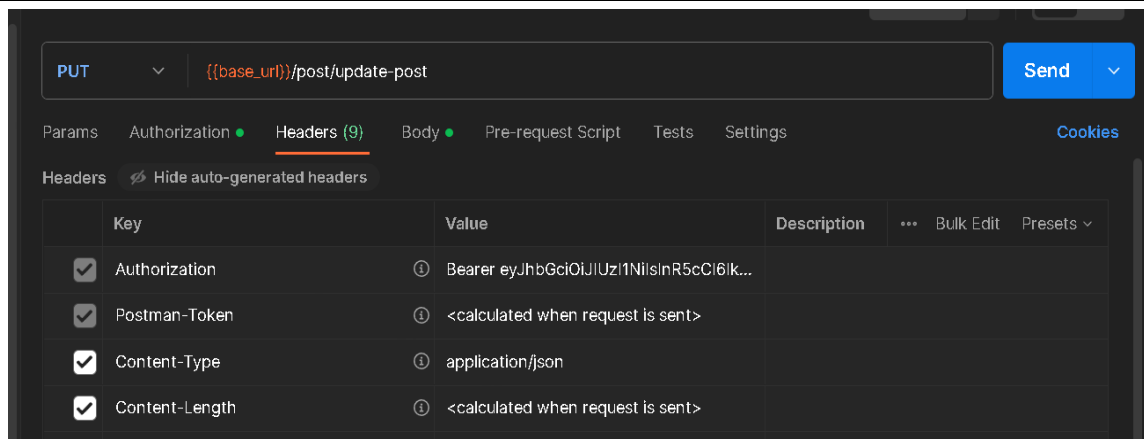 PUT {{base_url}}/post/update-post Send
Params Authorization Headers (9) Body Pre-request Script Tests Settings Cookies
Headers Hide auto-generated headers
Key Value Description ••• Bulk Edit Presets
Authorization Bearer eyJhbGciOiJIUzI1NiIsInR5cCI6Ik...
Postman-Token <calculated when request is sent>
Content-Type application/json
Content-Length <calculated when request is sent>